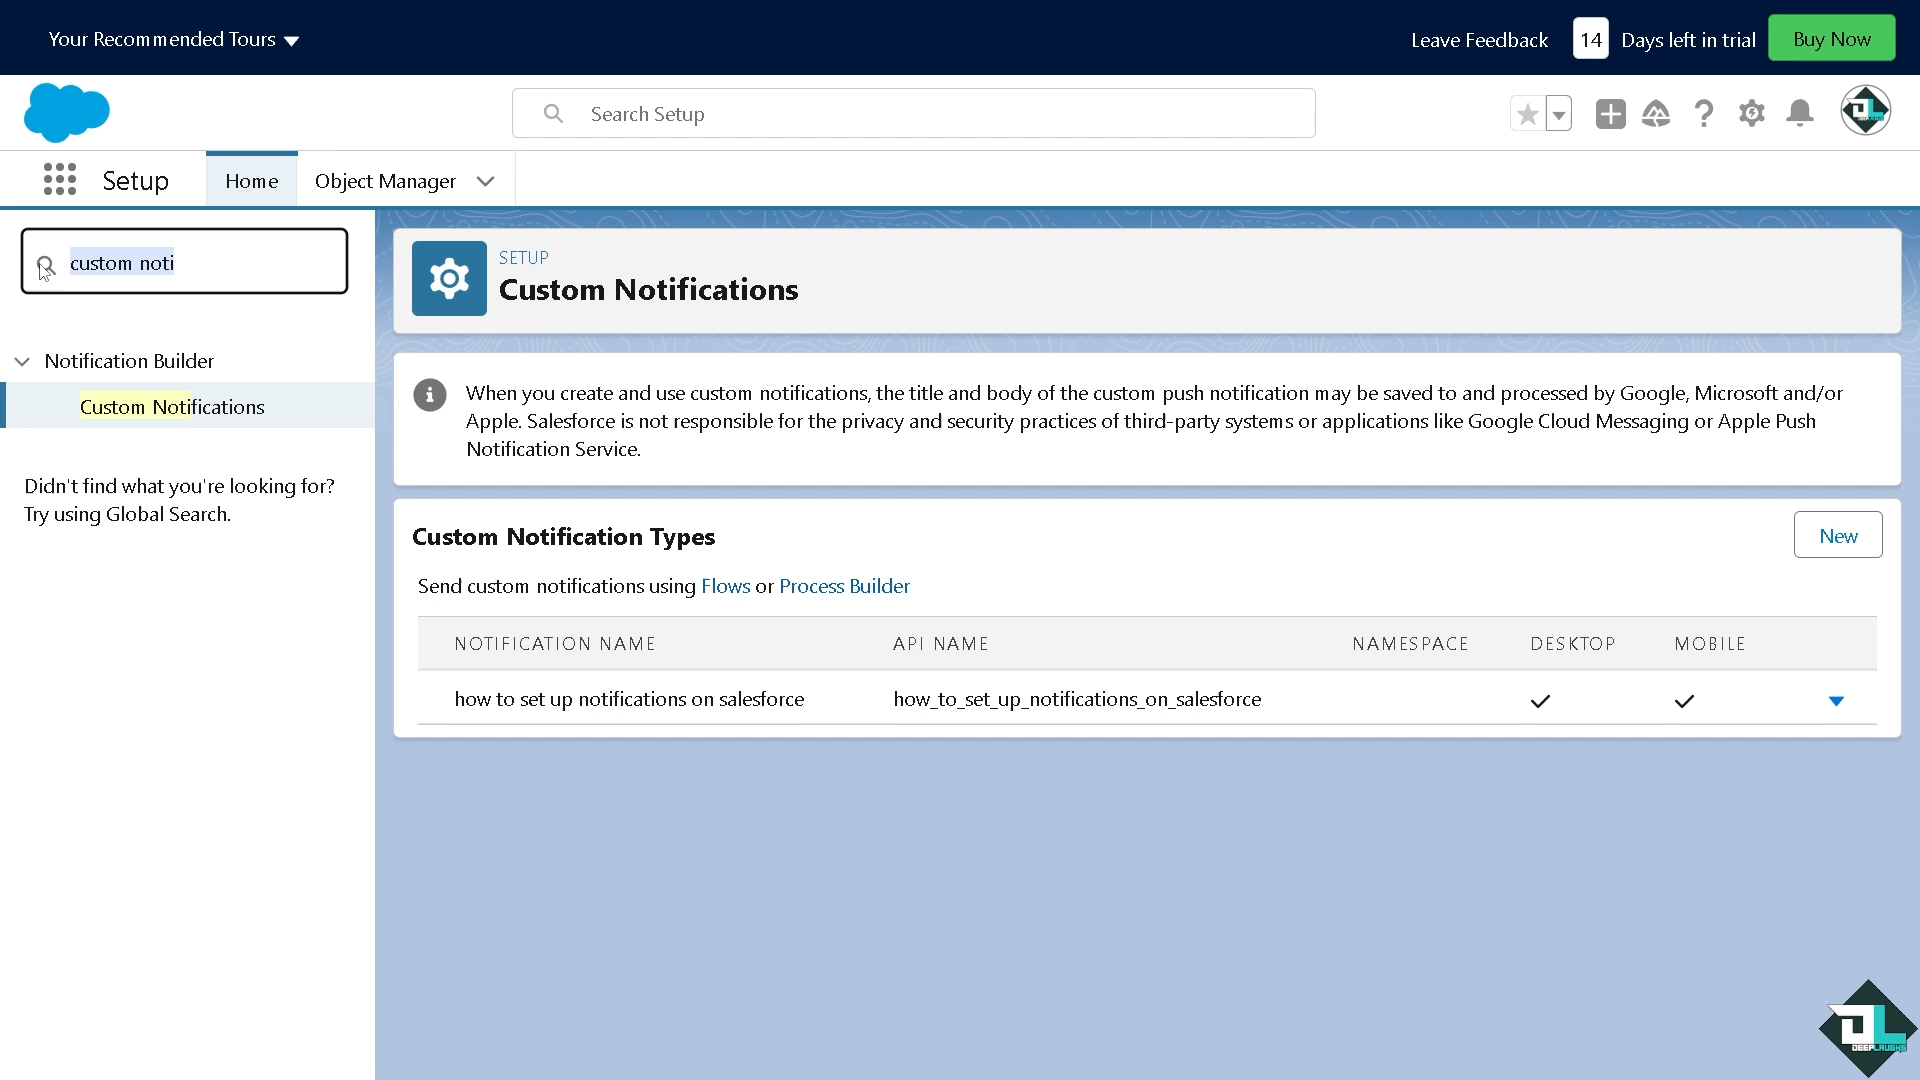 Your Recommended Tours
Leave Feedback
14
Days left in trial
Buy Now
Search Setup
Setup
Home
Object Manager
custom noti
Notification Builder
Custom Notifications
Didn't find what you're looking for?
Try using Global Search.
SETUP
Custom Notifications
When you create and use custom notifications, the title and body of the custom push notification may be saved to and processed by Google, Microsoft and/or
Apple. Salesforce is not responsible for the privacy and security practices of third-party systems or applications like Google Cloud Messaging or Apple Push
Notification Service.
Custom Notification Types
New
Send custom notifications using Flows or Process Builder
NOTIFICATION NAME
API NAME
NAMESPACE
DESKTOP
MOBILE
how to set up notifications on salesforce
how_to_set_up_notifications_on_salesforce
DL
DEEPLAUGHS